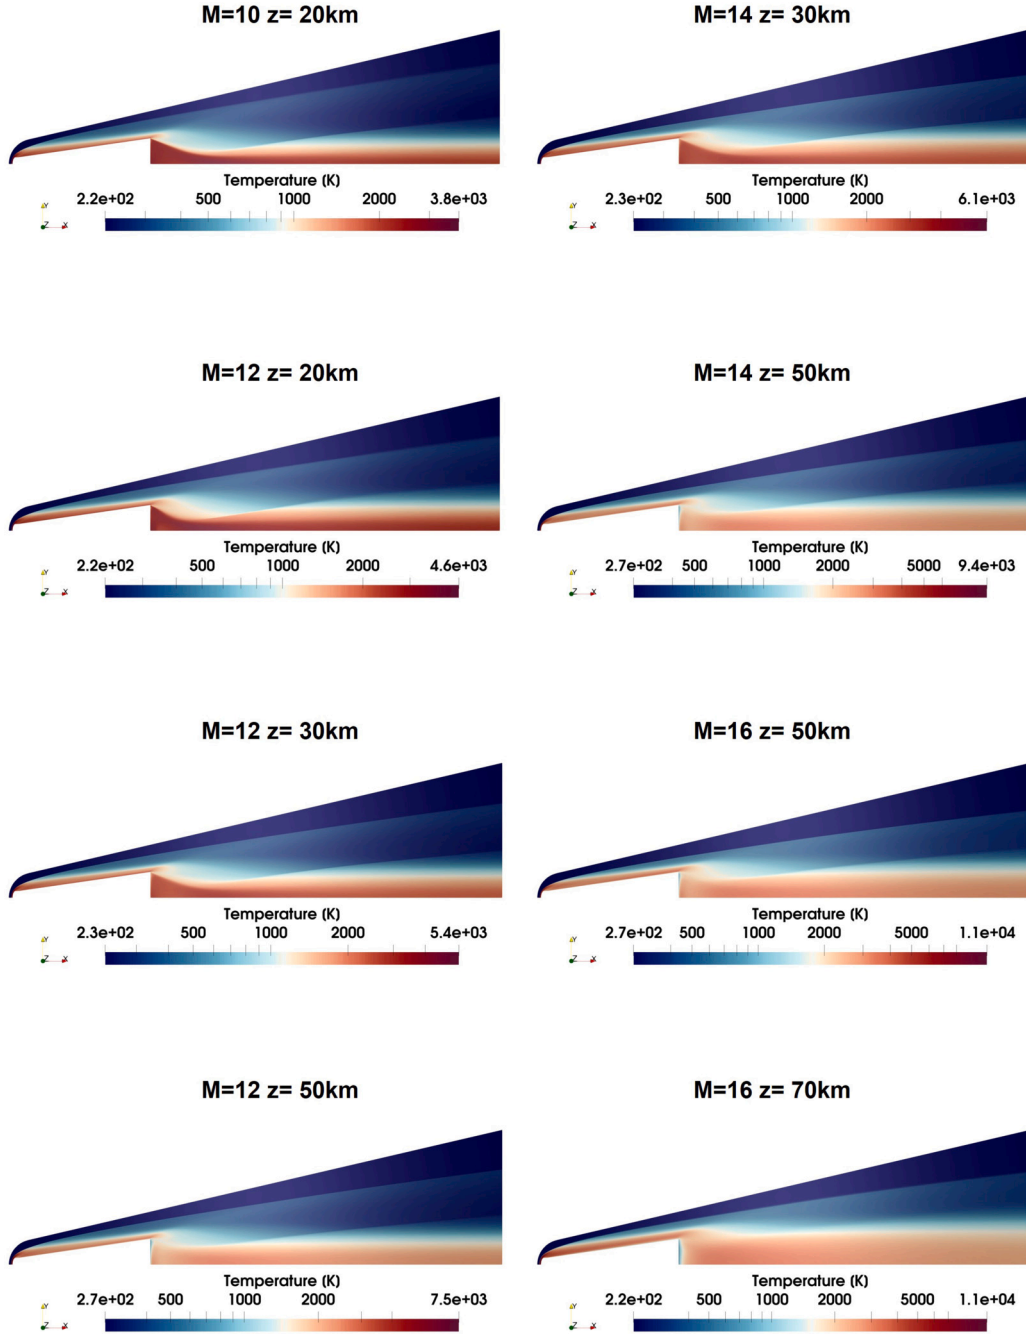 M=10 z= 20km
Temperature (K)
2.2e+02 500 1000 2000 3.8e+03
Y
Z X
M=14 z= 30km
Temperature (K)
2.3e+02 500 1000 2000 6.1e+03
Y
Z X
M=12 z= 20km
Temperature (K)
2.2e+02 500 1000 2000 4.6e+03
Y
Z X
M=14 z= 50km
Temperature (K)
2.7e+02 500 1000 2000 5000 9.4e+03
Y
Z X
M=12 z= 30km
Temperature (K)
2.3e+02 500 1000 2000 5.4e+03
Y
Z X
M=16 z= 50km
Temperature (K)
2.7e+02 500 1000 2000 5000 1.1e+04
Y
Z X
M=12 z= 50km
Temperature (K)
2.7e+02 500 1000 2000 7.5e+03
Y
Z X
M=16 z= 70km
Temperature (K)
2.2e+02 500 1000 2000 5000 1.1e+04
Y
Z X